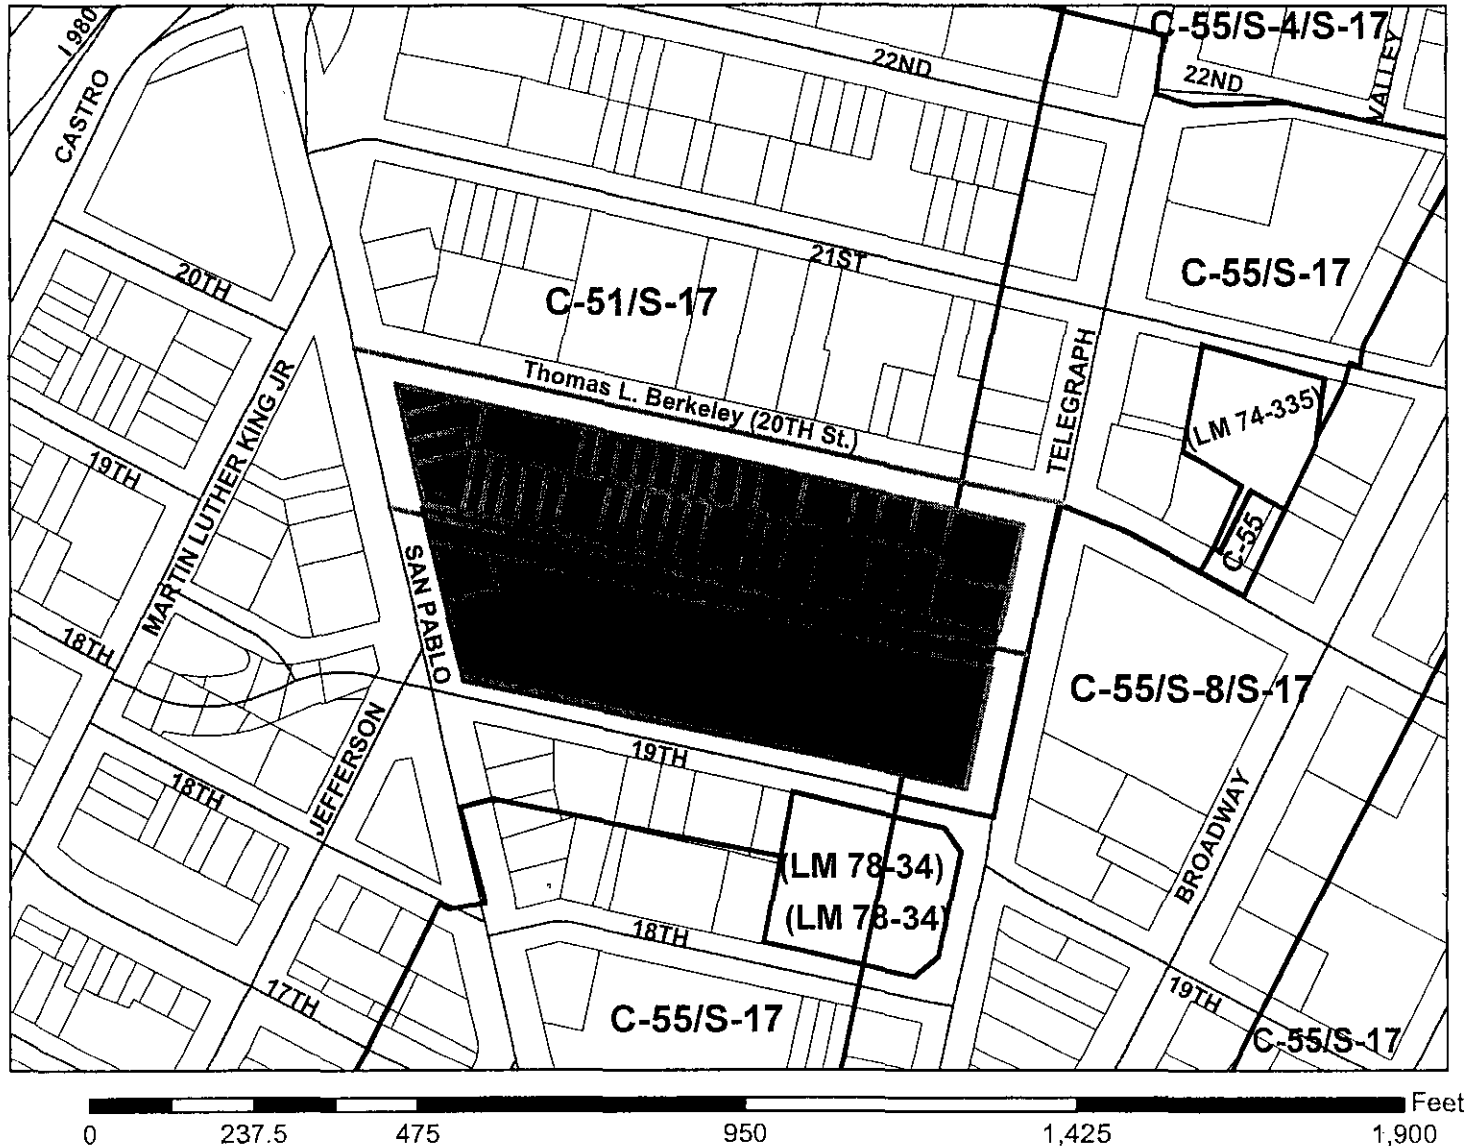 I 980
C-55/S-4/S-17
22ND
22ND
VALLEY
CASTRO
20TH
21ST
C-51/S-17
C-55/S-17
Thomas L. Berkeley (20TH St.)
TELEGRAPH
(LM 74-335)
MARTIN LUTHER KING JR
19TH
C-55
SAN PABLO
18TH
C-55/S-8/S-17
JEFFERSON
19TH
18TH
BROADWAY
(LM 78-34)
(LM 78-34)
18TH
17TH
19TH
C-55/S-17
C-55/S-17
Feet
0 237.5 475 950 1,425 1,900